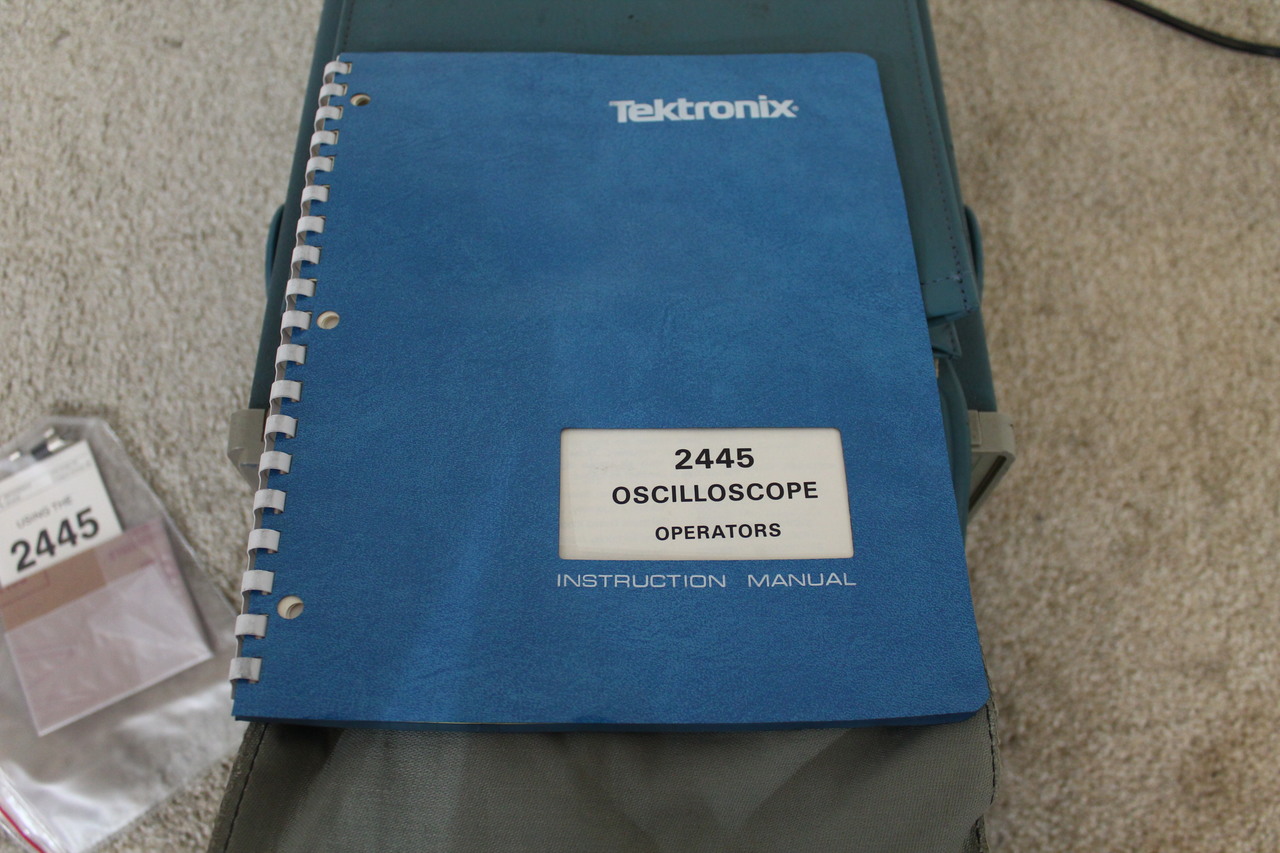 Tektronix®
2445
OSCILLOSCOPE
OPERATORS
INSTRUCTION MANUAL
USING THE
2445